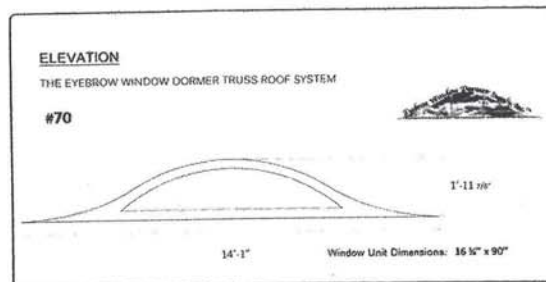 ELEVATION
THE EYEBROW WINDOW DORMER TRUSS ROOF SYSTEM
#70
1'-11 7/8"
14'-1"
Window Unit Dimensions: 16 ¾" x 90"